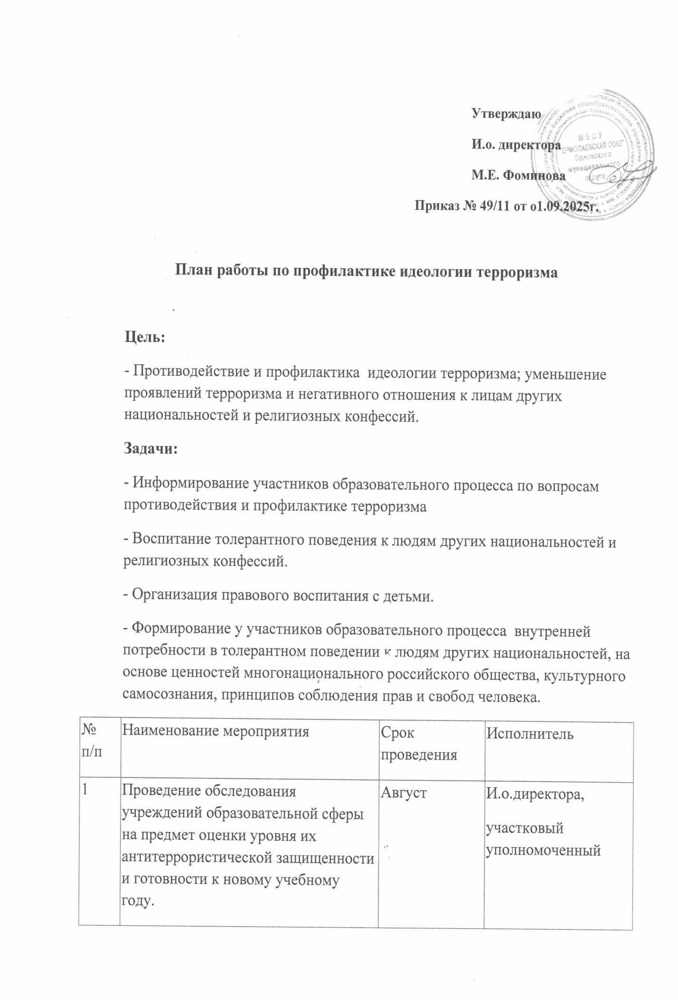 Утверждаю
И.о. директора
М.Е. Фоминова
Приказ № 49/11 от о1.09.2025г.
М Б О У
"ЕРМОЛАЕВСКАЯ ООШ"
Орловского
муниципального
округа
План работы по профилактике идеологии терроризма
Цель:
- Противодействие и профилактика идеологии терроризма; уменьшение
проявлений терроризма и негативного отношения к лицам других
национальностей и религиозных конфессий.
Задачи:
- Информирование участников образовательного процесса по вопросам
противодействия и профилактике терроризма
- Воспитание толерантного поведения к людям других национальностей и
религиозных конфессий.
- Организация правового воспитания с детьми.
- Формирование у участников образовательного процесса внутренней
потребности в толерантном поведении к людям других национальностей, на
основе ценностей многонационального российского общества, культурного
самосознания, принципов соблюдения прав и свобод человека.
№
п/п
Наименование мероприятия
Срок
проведения
Исполнитель
1
Проведение обследования
учреждений образовательной сферы
на предмет оценки уровня их
антитеррористической защищенности
и готовности к новому учебному
году.
Август
И.о.директора,
участковый
уполномоченный